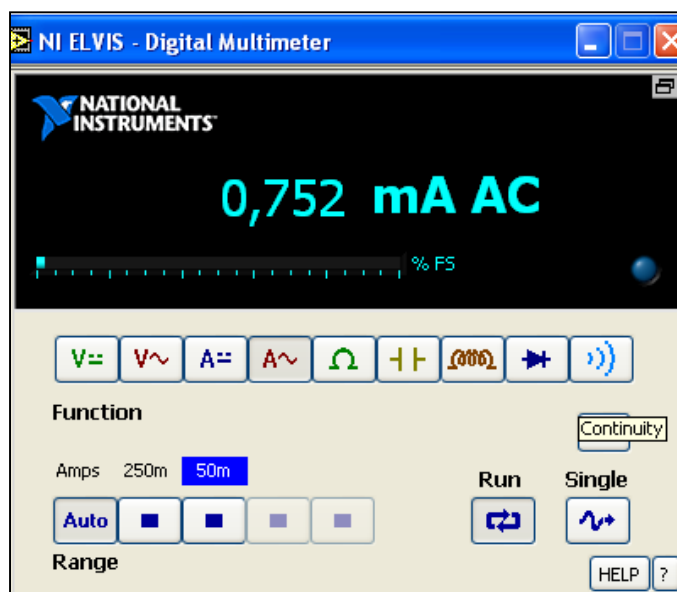 NI ELVIS - Digital Multimeter
NATIONAL
INSTRUMENTS
0,752 mA AC
% FS
V V A A Ω
Function
Continuity
Amps 250m 50m
Run Single
Auto
Range
HELP ?